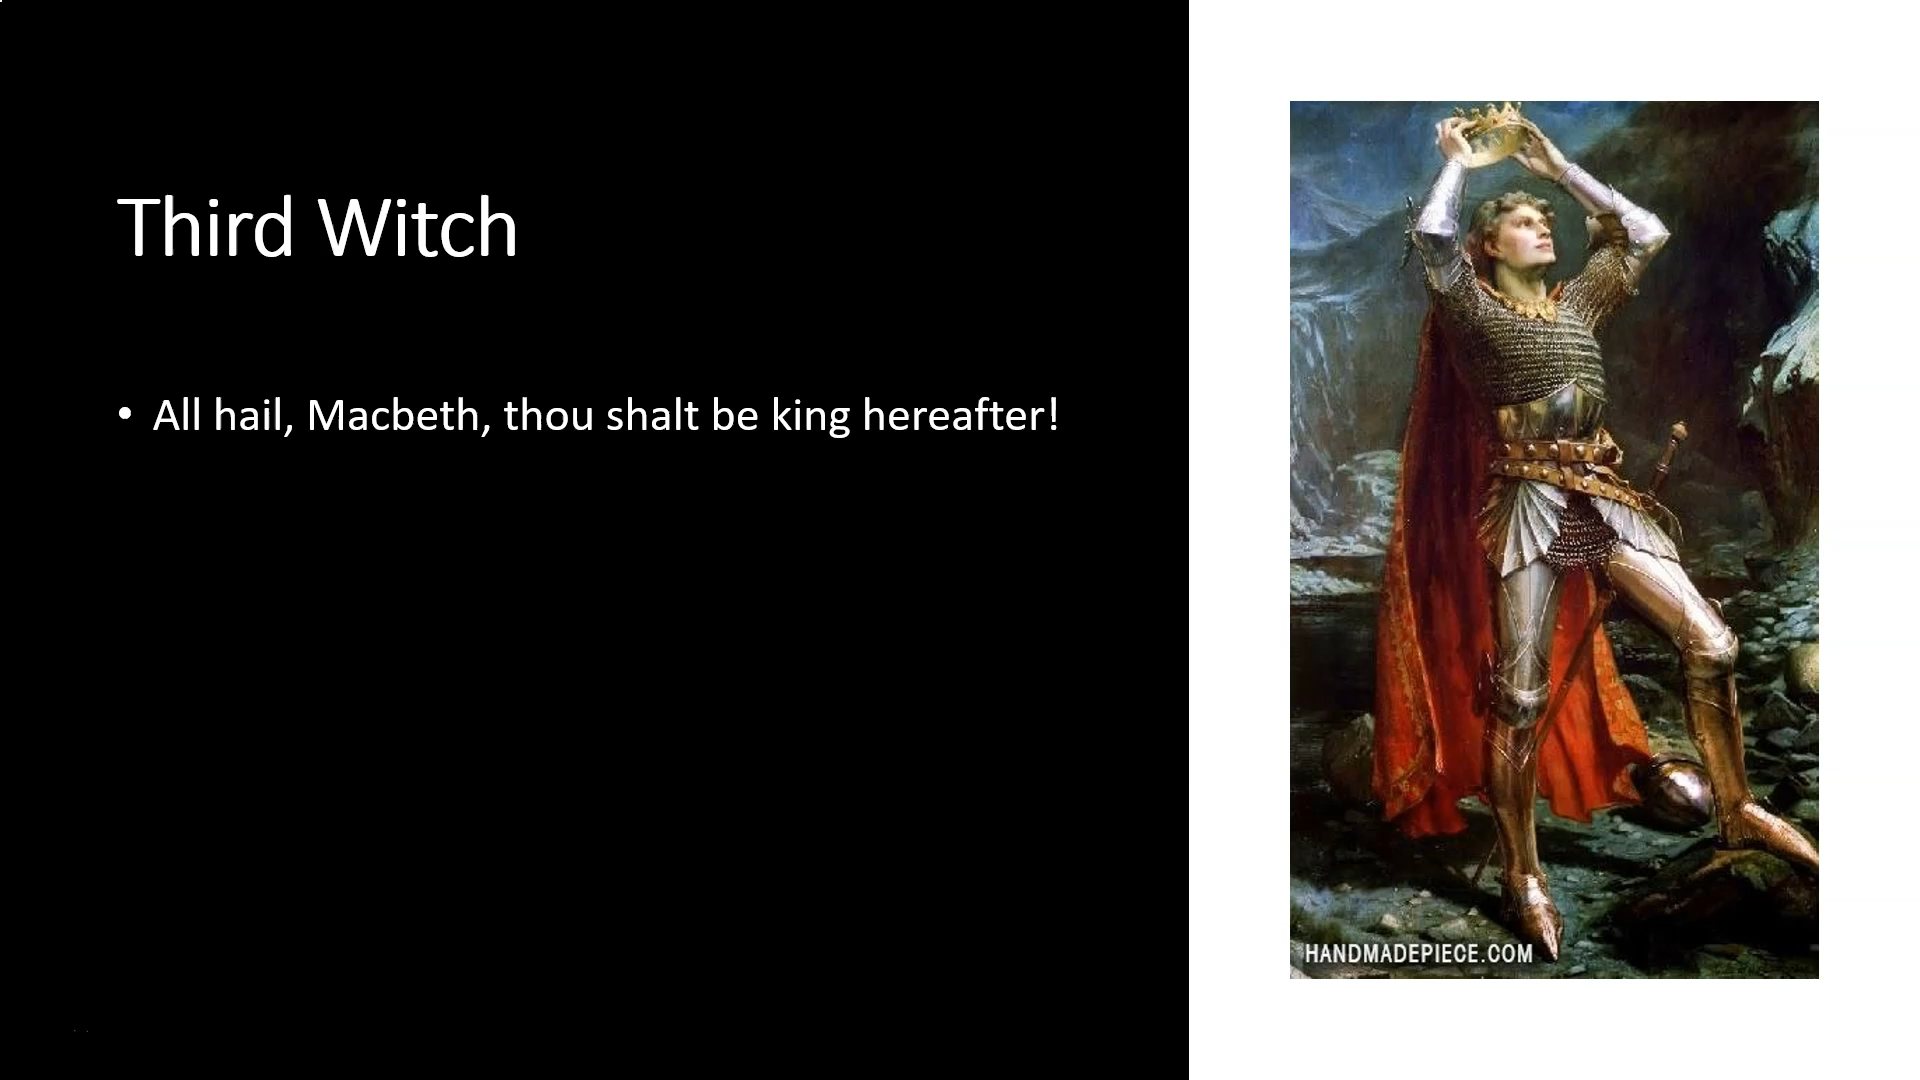 Third Witch
• All hail, Macbeth, thou shalt be king hereafter!
HANDMADEPIECE.COM